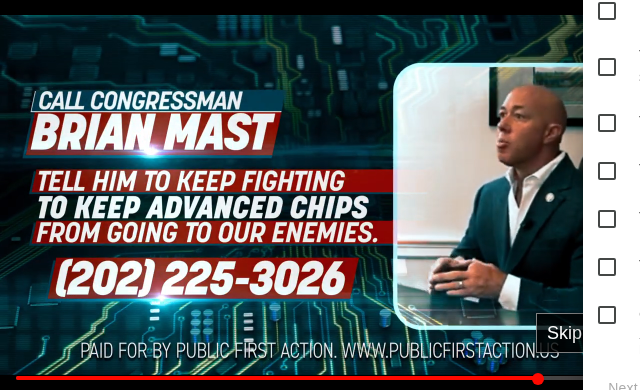 CALL CONGRESSMAN
BRIAN MAST
TELL HIM TO KEEP FIGHTING
TO KEEP ADVANCED CHIPS
FROM GOING TO OUR ENEMIES.
(202) 225-3026
Skip
PAID FOR BY PUBLIC FIRST ACTION. WWW.PUBLICFIRSTACTION.US
Next